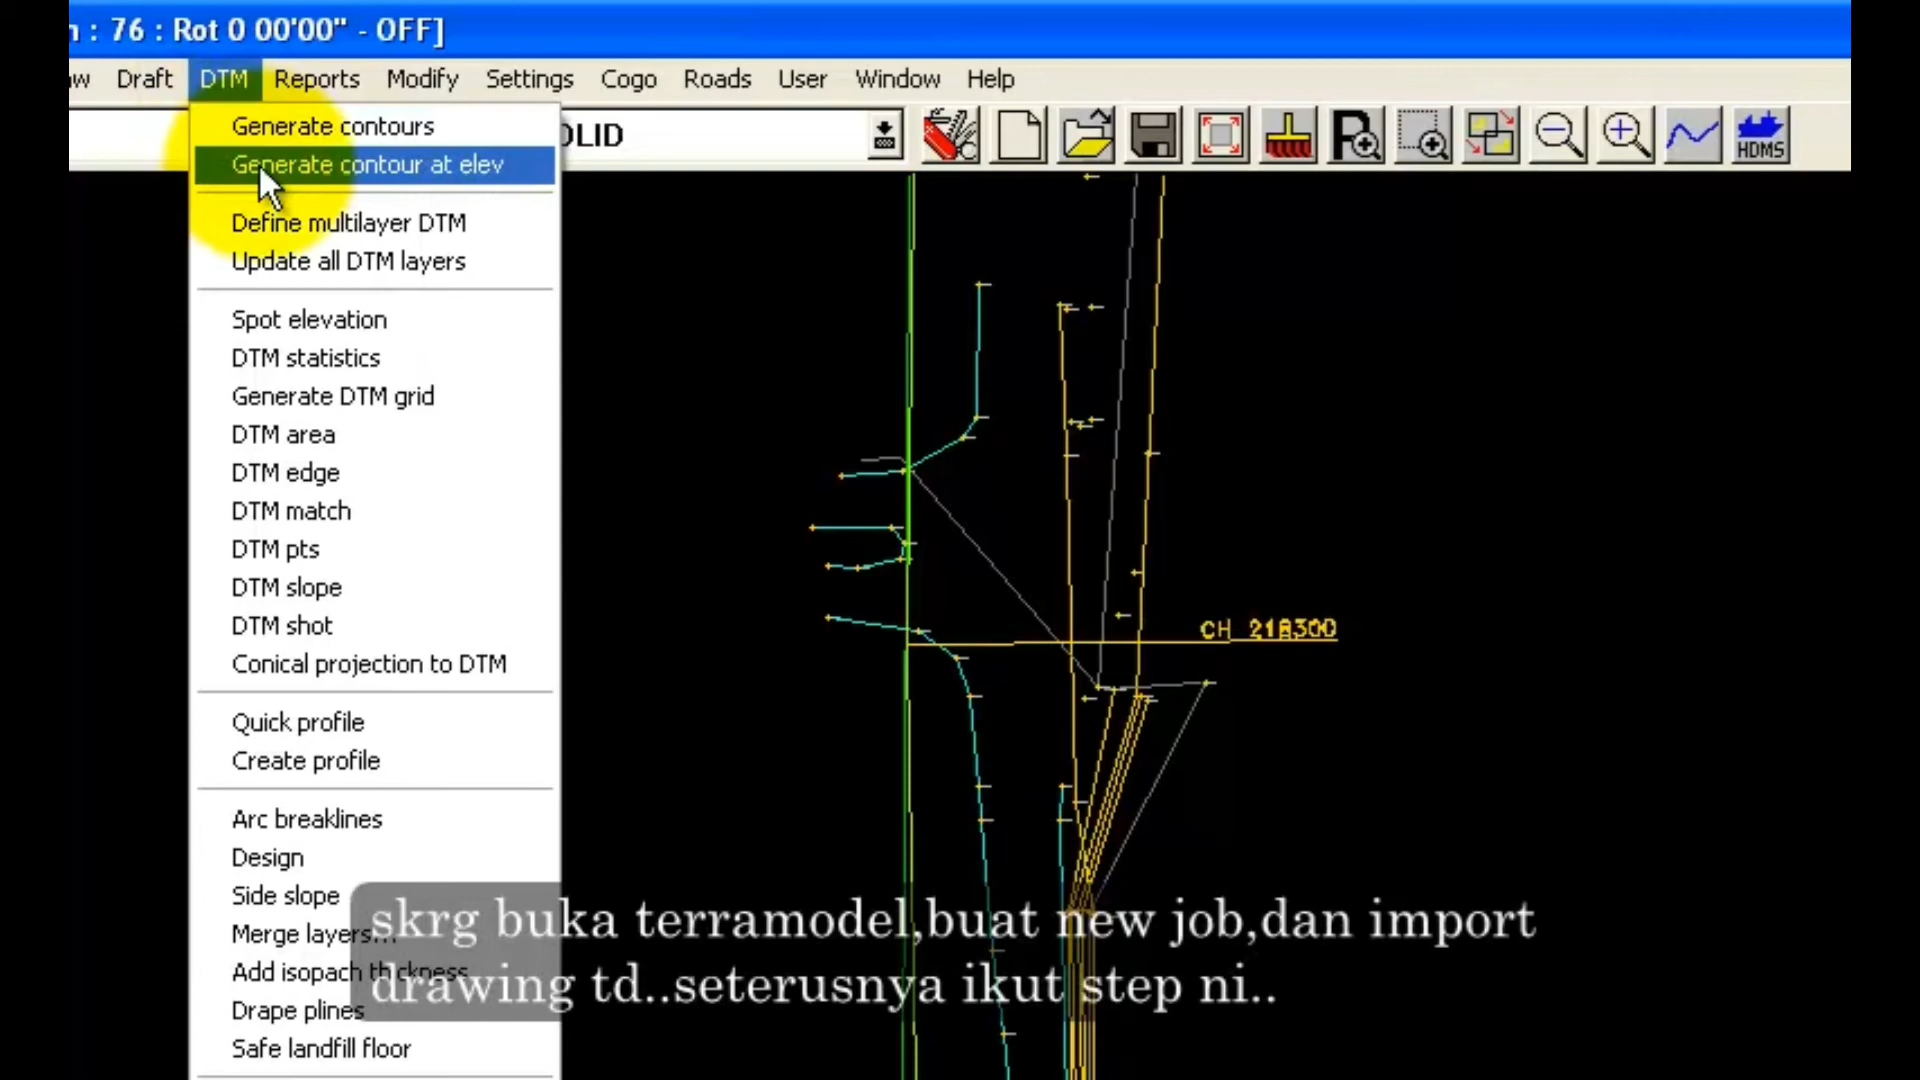 : 76 : Rot 0 00'00" - OFF]
Draft DTM Reports Modify Settings Cogo Roads User Window Help
Generate contours
OLID
HDMS
Generate contour at elev
Define multilayer DTM
Update all DTM layers
Spot elevation
DTM statistics
Generate DTM grid
DTM area
DTM edge
DTM match
DTM pts
DTM slope
DTM shot
Conical projection to DTM
CH 218300
Quick profile
Create profile
Arc breaklines
Design
Side slope
Merge layers...
Add isopach thickness
Drape plines
Safe landfill floor
skrg buka terramodel,buat new job,dan import
drawing td..seterusnya ikut step ni..